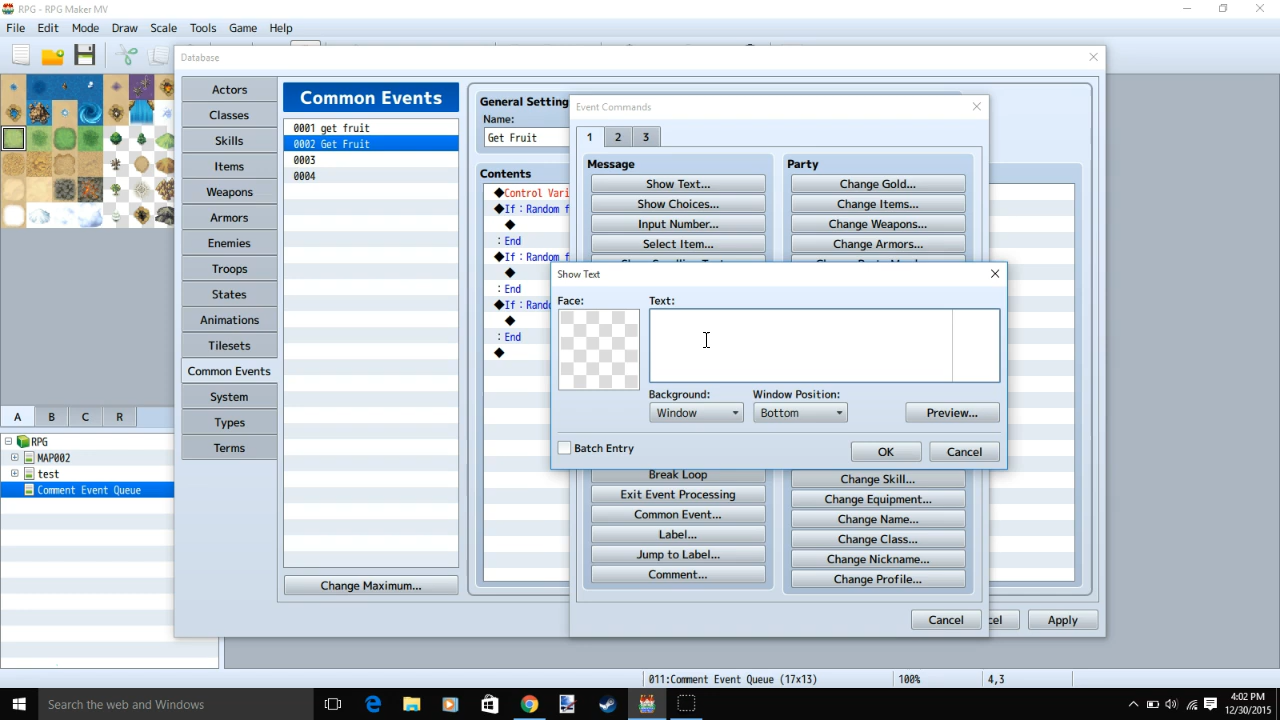 RPG - RPG Maker MV
File Edit Mode Draw Scale Tools Game Help
Database
Actors
Classes
Skills
Items
Weapons
Armors
Enemies
Troops
States
Animations
Tilesets
Common Events
System
Types
Terms
Common Events
0001 get fruit
0002 Get Fruit
0003
0004
Change Maximum...
General Setting
Name:
Get Fruit
Contents
◆Control Vari
◆If : Random f
◆
: End
◆If : Random f
◆
: End
◆If : Rando
◆
: End
◆
Event Commands
1 2 3
Message
Show Text...
Show Choices...
Input Number...
Select Item...
Break Loop
Exit Event Processing
Common Event...
Label...
Jump to Label...
Comment...
Party
Change Gold...
Change Items...
Change Weapons...
Change Armors...
Change Skill...
Change Equipment...
Change Name...
Change Class...
Change Nickname...
Change Profile...
Cancel
cel
Apply
Show Text
Face:
Text:
Background:
Window
Window Position:
Bottom
Preview...
Batch Entry
OK
Cancel
A B C R
RPG
MAP002
test
Comment Event Queue
011:Comment Event Queue (17x13) 100% 4,3
Search the web and Windows
4:02 PM
12/30/2015